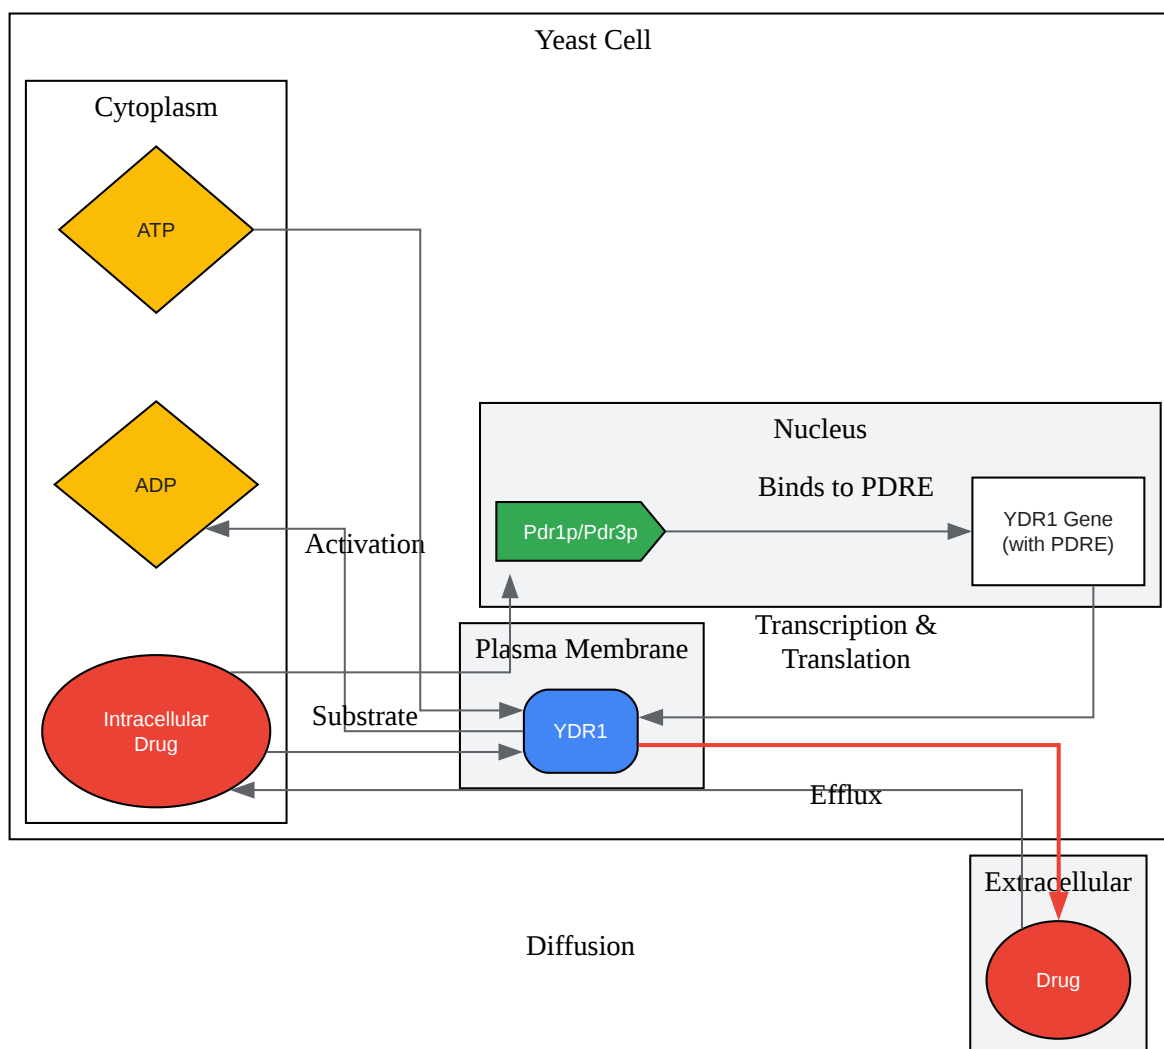 Yeast Cell
Cytoplasm
ATP
ADP
Activation
Nucleus
Binds to PDRE
Pdr1p/Pdr3p
YDR1 Gene
(with PDRE)
Transcription &
Translation
Plasma Membrane
Intracellular
Drug
Substrate
YDR1
Efflux
Extracellular
Diffusion
Drug